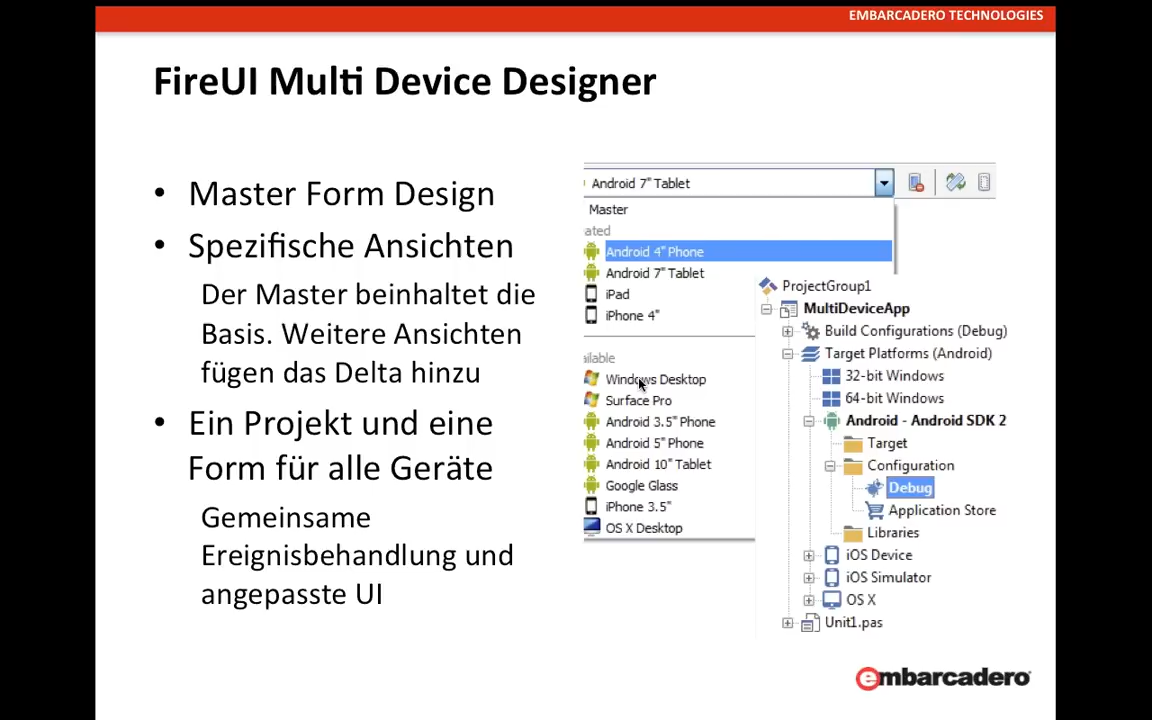 EMBARCADERO TECHNOLOGIES
FireUI Multi Device Designer
• Master Form Design
• Spezifische Ansichten
Der Master beinhaltet die
Basis. Weitere Ansichten
fügen das Delta hinzu
• Ein Projekt und eine
Form für alle Geräte
Gemeinsame
Ereignisbehandlung und
angepasste UI
Android 7" Tablet
Master
ated
Android 4" Phone
Android 7" Tablet
iPad
iPhone 4"
ailable
Windows Desktop
Surface Pro
Android 3.5" Phone
Android 5" Phone
Android 10" Tablet
Google Glass
iPhone 3.5"
OS X Desktop
ProjectGroup1
MultiDeviceApp
Build Configurations (Debug)
Target Platforms (Android)
32-bit Windows
64-bit Windows
Android - Android SDK 2
Target
Configuration
Debug
Application Store
Libraries
iOS Device
iOS Simulator
OS X
Unit1.pas
embarcadero